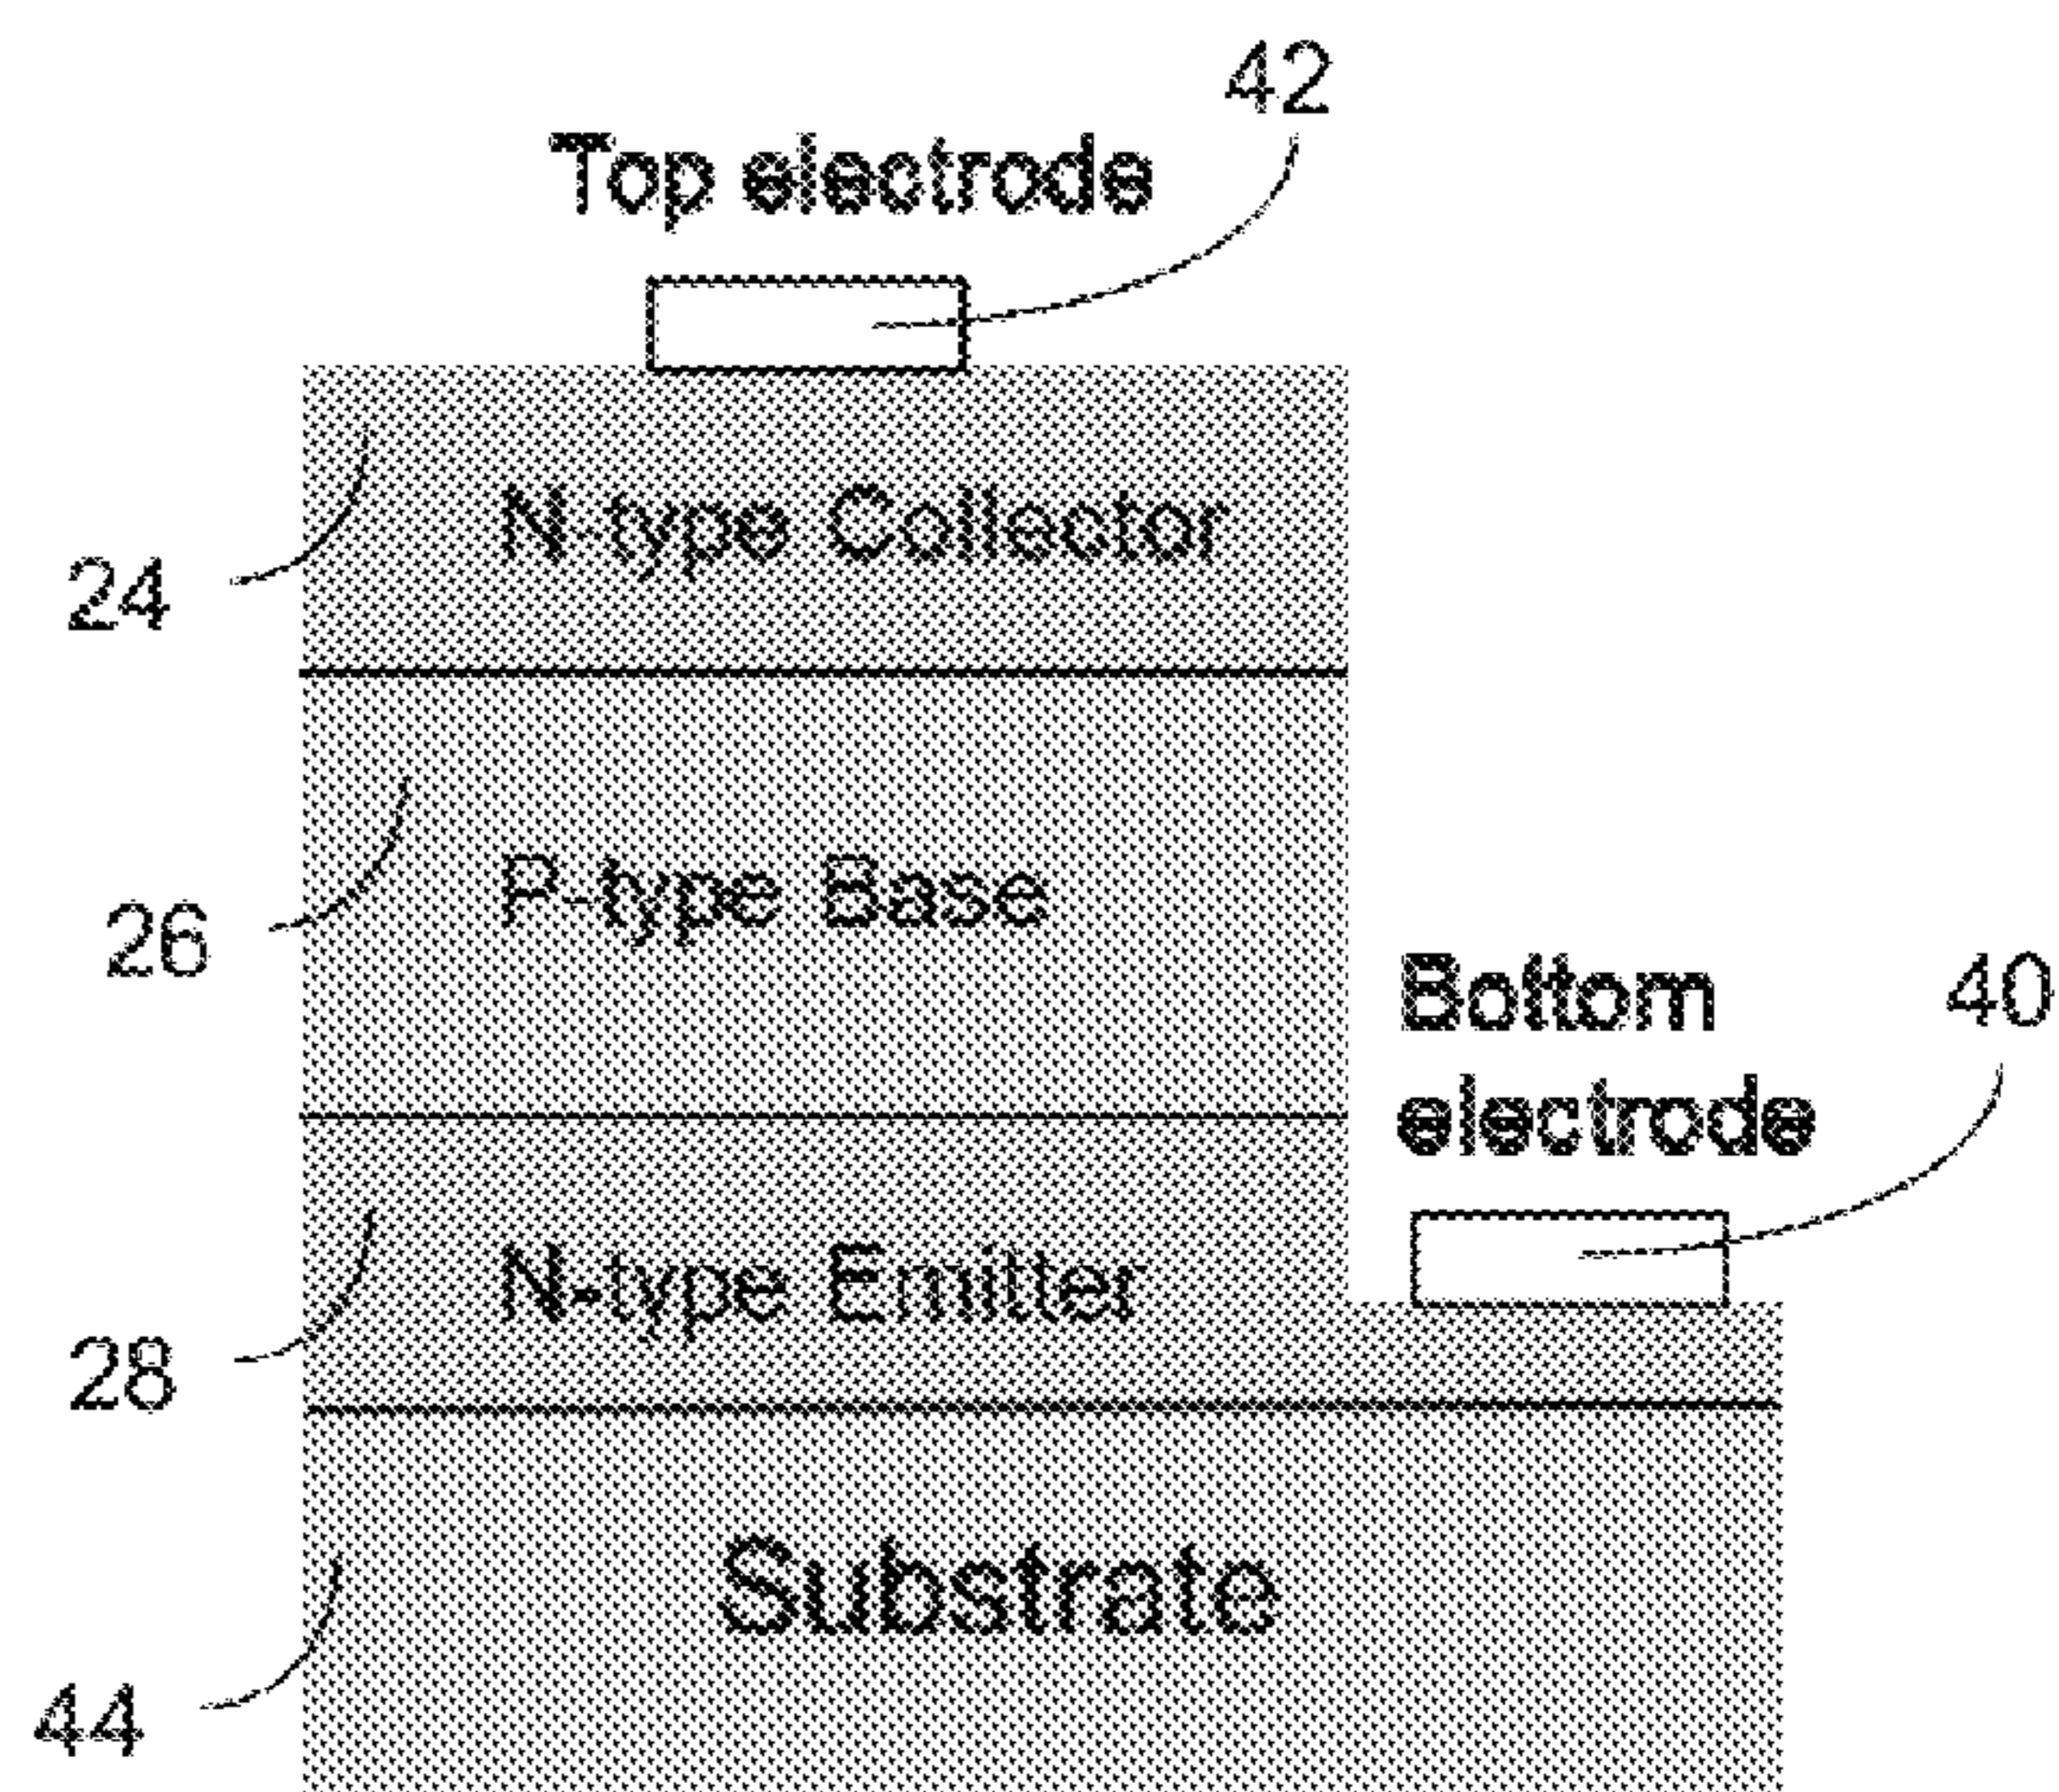 42
Top electrode
N-type Collector
24
P-type Base
26
Bottom
electrode
40
N-type Emitter
28
Substrate
44